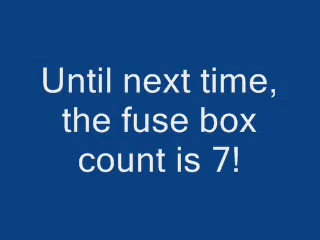 Until next time,
the fuse box
count is 7!